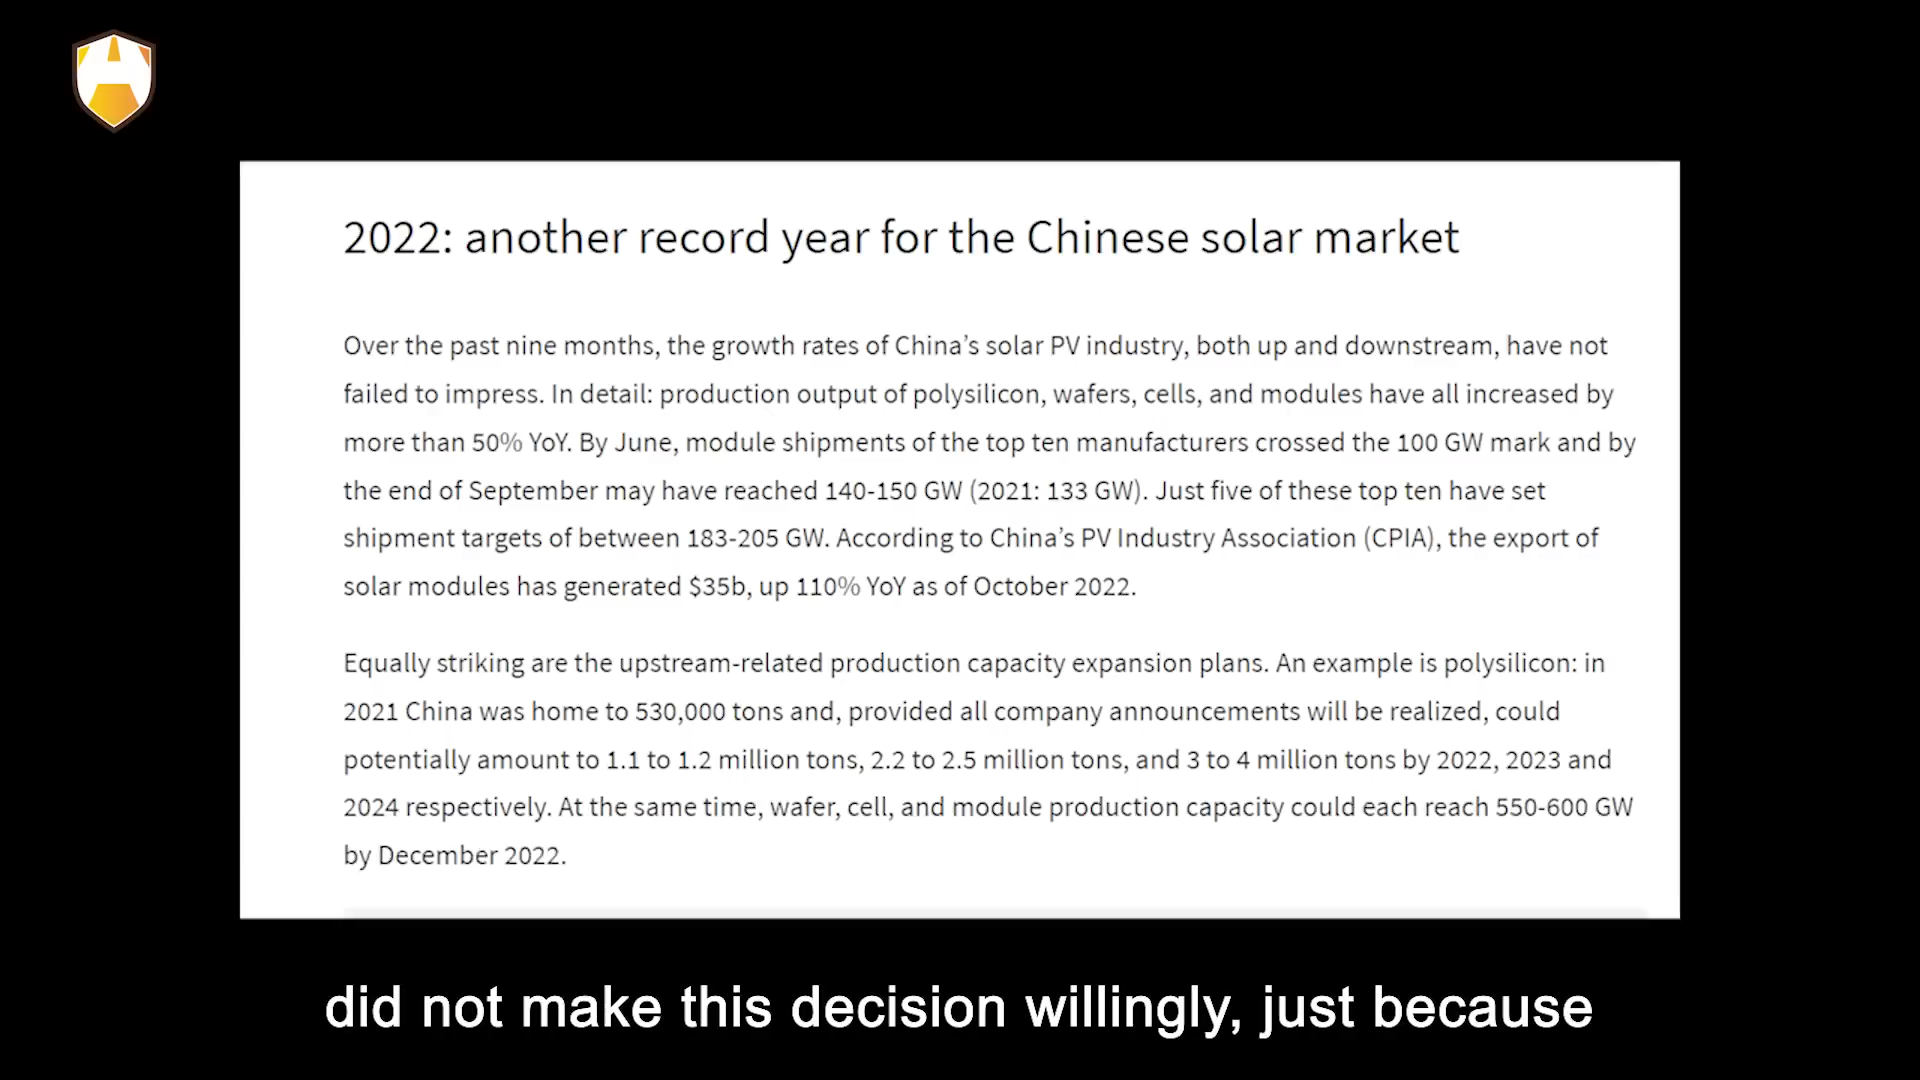 2022: another record year for the Chinese solar market
Over the past nine months, the growth rates of China’s solar PV industry, both up and downstream, have not
failed to impress. In detail: production output of polysilicon, wafers, cells, and modules have all increased by
more than 50% YoY. By June, module shipments of the top ten manufacturers crossed the 100 GW mark and by
the end of September may have reached 140-150 GW (2021: 133 GW). Just five of these top ten have set
shipment targets of between 183-205 GW. According to China’s PV Industry Association (CPIA), the export of
solar modules has generated $35b, up 110% YoY as of October 2022.
Equally striking are the upstream-related production capacity expansion plans. An example is polysilicon: in
2021 China was home to 530,000 tons and, provided all company announcements will be realized, could
potentially amount to 1.1 to 1.2 million tons, 2.2 to 2.5 million tons, and 3 to 4 million tons by 2022, 2023 and
2024 respectively. At the same time, wafer, cell, and module production capacity could each reach 550-600 GW
by December 2022.
did not make this decision willingly, just because